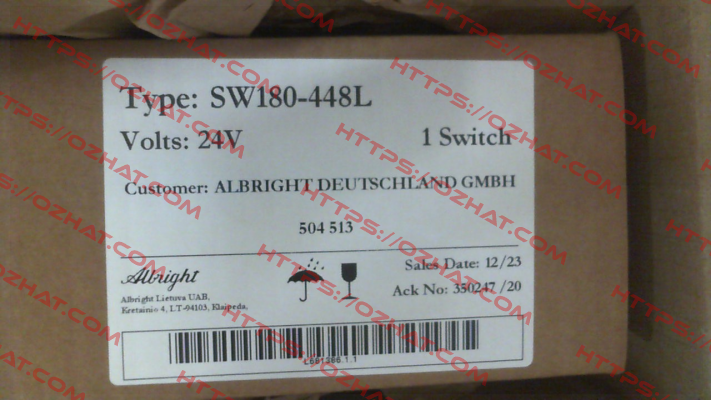 Type: SW180-448L
Volts: 24V 1 Switch
Customer: ALBRIGHT DEUTSCHLAND GMBH
504 513
Albright
Sales Date: 12/23
Ack No: 350247 /20
Albright Lietuva UAB,
Kretainio 4, LT-94103, Klaipeda,
HTTPS://OZHAT.COM